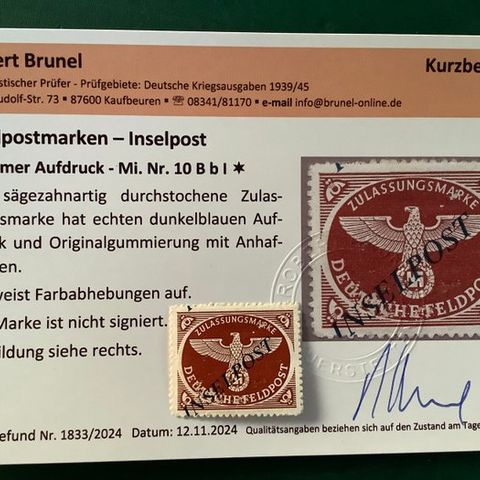 ert Brunel
Kurzbe
istischer Prüfer - Prüfgebiete: Deutsche Kriegsausgaben 1939/45
udolf-Str. 73 ▪ 87600 Kaufbeuren ▪ ☏ 08341/81170 ▪ e-mail info@brunel-online.de
lpostmarken – Inselpost
mer Aufdruck - Mi. Nr. 10 B b I ✶
sägezahnartig durchstochene Zulas-
smarke hat echten dunkelblauen Auf-
k und Originalgummierung mit Anhaf-
en.
eist Farbabhebungen auf.
Marke ist nicht signiert.
ildung siehe rechts.
ZULASSUNGSMARKE
INSELPOST
DEUTSCHE FELDPOST
ZULASSUNGSMARKE
INSELPOST
DEUTSCHE FELDPOST
efund Nr. 1833/2024 Datum: 12.11.2024 Qualitätsangaben beziehen sich auf den Zustand am Tage